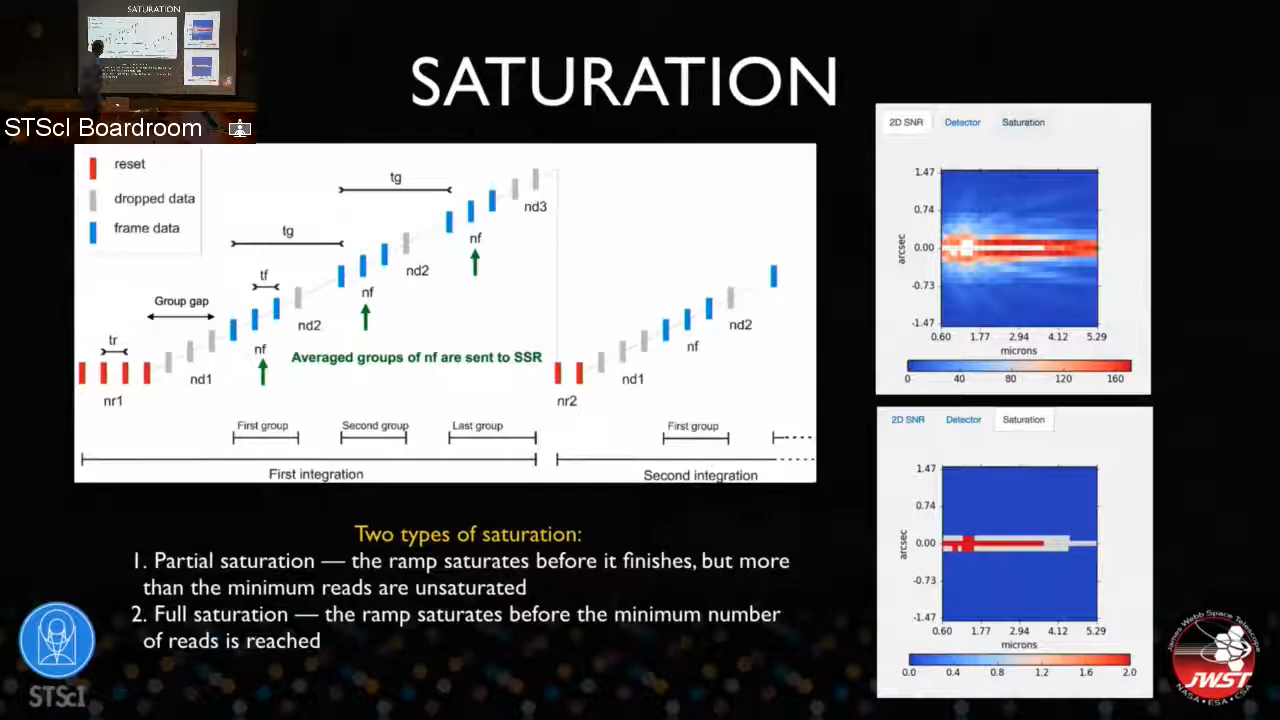 SATURATION
STScI Boardroom
SATURATION
reset
dropped data
frame data
tr
nr1
Group gap
nd1
tg
tf
nf
nd2
tg
nf
nd2
nf
nd3
Averaged groups of nf are sent to SSR
nr2
nd1
nf
nd2
First group
Second group
Last group
First group
First integration
Second integration
2D SNR Detector Saturation
1.47
0.74
0.00
-0.73
-1.47
arcsec
0.60 1.77 2.94 4.12 5.29
microns
0 40 80 120 160
2D SNR Detector Saturation
1.47
0.74
0.00
-0.73
-1.47
arcsec
0.60 1.77 2.94 4.12 5.29
microns
0.0 0.4 0.8 1.2 1.6 2.0
Two types of saturation:
1. Partial saturation — the ramp saturates before it finishes, but more
than the minimum reads are unsaturated
2. Full saturation — the ramp saturates before the minimum number
of reads is reached
STScI
James Webb Space Telescope
JWST
NASA • ESA • CSA